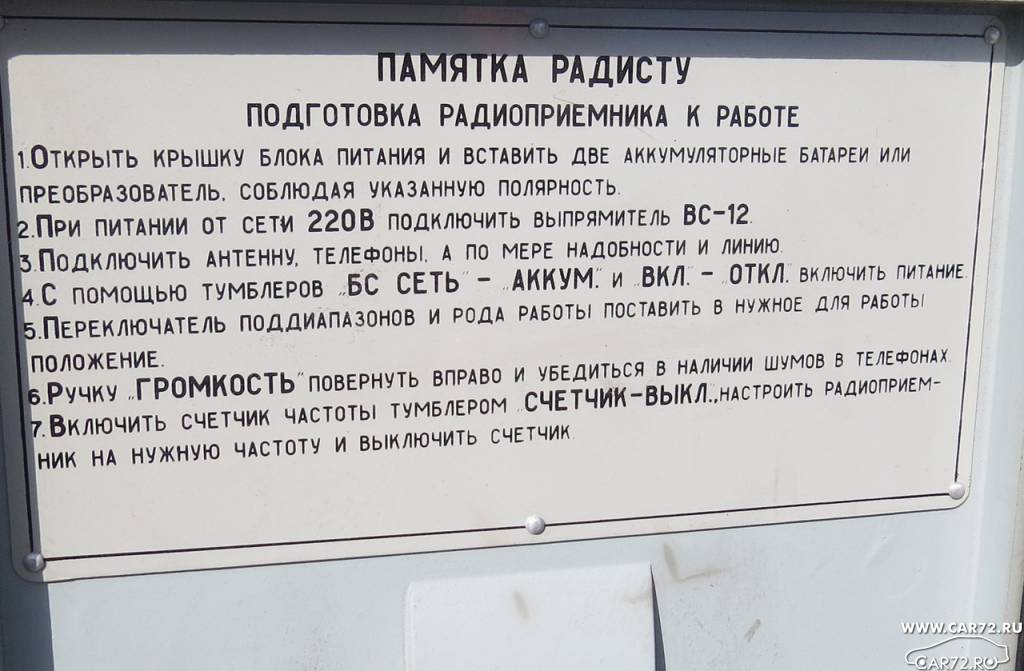 ПАМЯТКА РАДИСТУ
ПОДГОТОВКА РАДИОПРИЕМНИКА К РАБОТЕ
1.ОТКРЫТЬ КРЫШКУ БЛОКА ПИТАНИЯ И ВСТАВИТЬ ДВЕ АККУМУЛЯТОРНЫЕ БАТАРЕИ ИЛИ
ПРЕОБРАЗОВАТЕЛЬ, СОБЛЮДАЯ УКАЗАННУЮ ПОЛЯРНОСТЬ.
2.ПРИ ПИТАНИИ ОТ СЕТИ 220В ПОДКЛЮЧИТЬ ВЫПРЯМИТЕЛЬ ВС-12.
3.ПОДКЛЮЧИТЬ АНТЕННУ, ТЕЛЕФОНЫ, А ПО МЕРЕ НАДОБНОСТИ И ЛИНИЮ.
4.С ПОМОЩЬЮ ТУМБЛЕРОВ „БС СЕТЬ" – „АККУМ." И „ВКЛ." – „ОТКЛ." ВКЛЮЧИТЬ ПИТАНИЕ.
5.ПЕРЕКЛЮЧАТЕЛЬ ПОДДИАПАЗОНОВ И РОДА РАБОТЫ ПОСТАВИТЬ В НУЖНОЕ ДЛЯ РАБОТЫ
ПОЛОЖЕНИЕ.
6.РУЧКУ „ГРОМКОСТЬ" ПОВЕРНУТЬ ВПРАВО И УБЕДИТЬСЯ В НАЛИЧИИ ШУМОВ В ТЕЛЕФОНАХ.
7.ВКЛЮЧИТЬ СЧЕТЧИК ЧАСТОТЫ ТУМБЛЕРОМ „СЧЕТЧИК-ВЫКЛ.", НАСТРОИТЬ РАДИОПРИЕМ-
НИК НА НУЖНУЮ ЧАСТОТУ И ВЫКЛЮЧИТЬ СЧЕТЧИК.
WWW.CAR72.RU
CAR72.RU